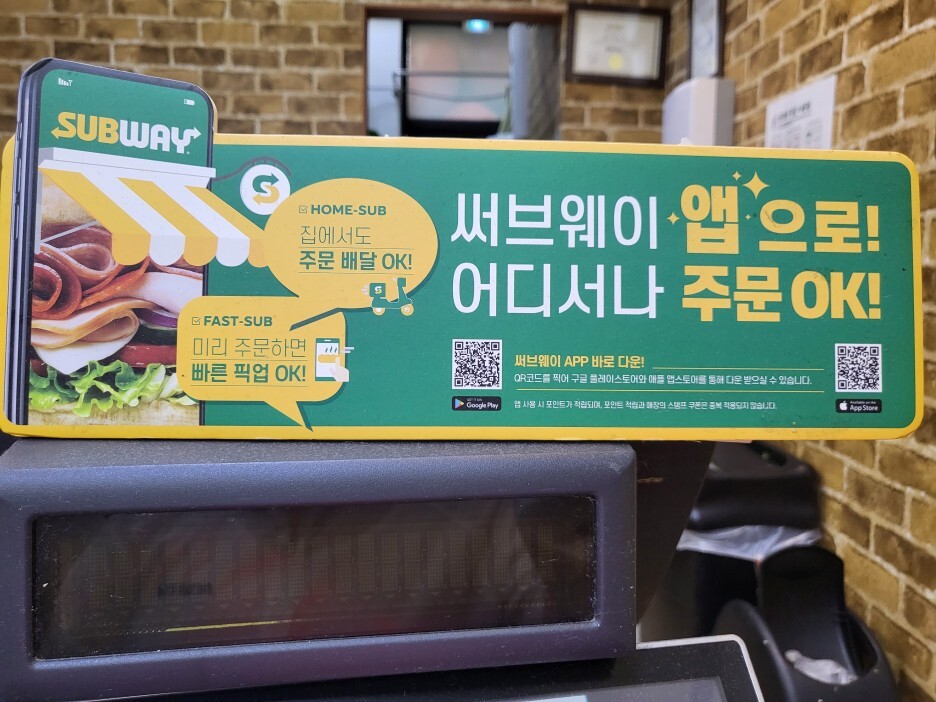 SUBWAY
HOME-SUB
집에서도
주문 배달 OK!
FAST-SUB
미리 주문하면
빠른 픽업 OK!
써브웨이 앱으로!
어디서나 주문 OK!
써브웨이 APP 바로 다운!
QR코드를 찍어 구글 플레이스토어와 애플 앱스토어를 통해 다운 받으실 수 있습니다.
앱 사용 시 포인트가 적립되며, 포인트 적립과 매장의 스탬프 쿠폰은 중복 적용되지 않습니다.
GET IT ON
Google Play
Available on the
App Store